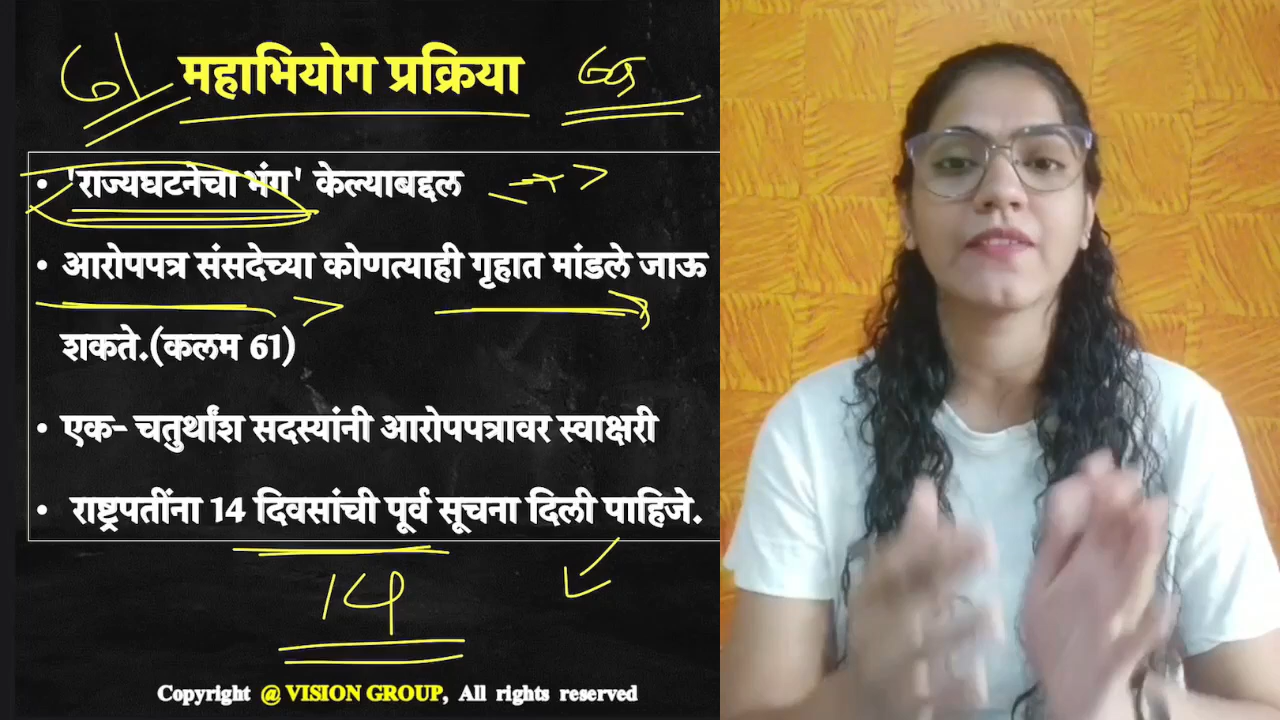 61 महाभियोग प्रक्रिया
• 'राज्यघटनेचा भंग' केल्याबद्दल
• आरोपपत्र संसदेच्या कोणत्याही गृहात मांडले जाऊ
शकते.(कलम 61)
• एक- चतुर्थांश सदस्यांनी आरोपपत्रावर स्वाक्षरी
• राष्ट्रपतींना 14 दिवसांची पूर्व सूचना दिली पाहिजे.
14
Copyright @ VISION GROUP, All rights reserved